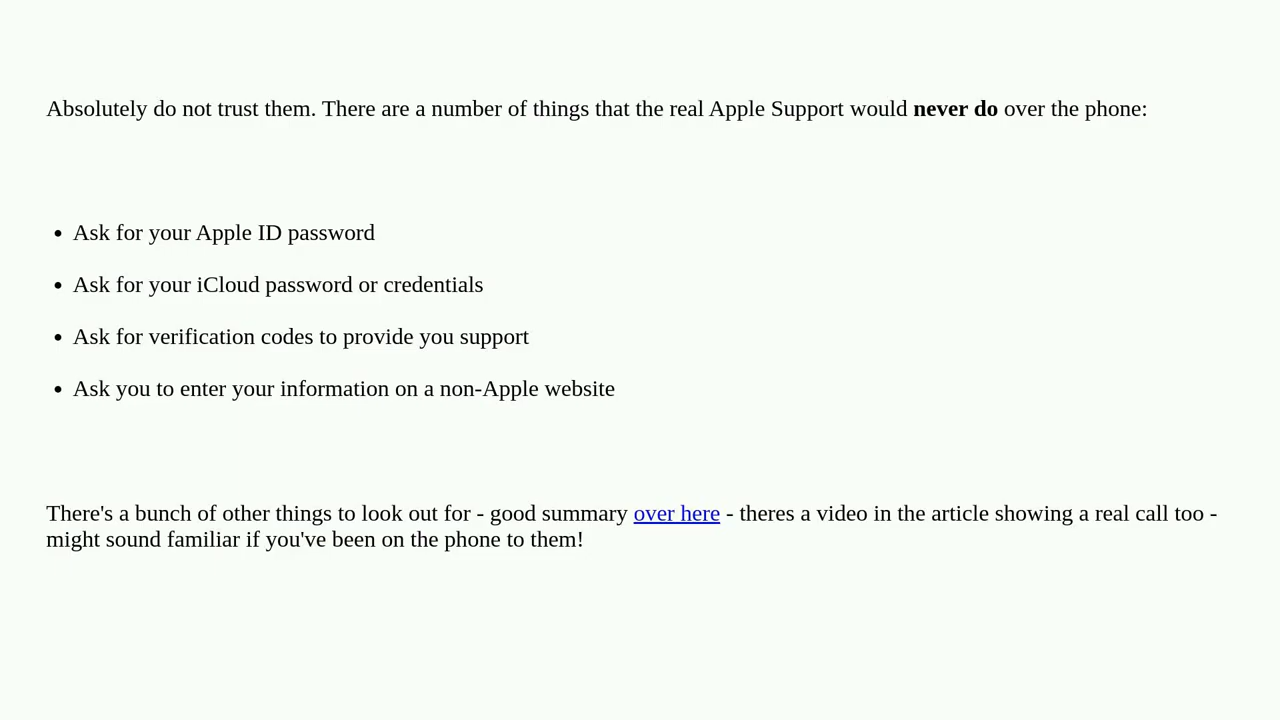 Absolutely do not trust them. There are a number of things that the real Apple Support would never do over the phone:
• Ask for your Apple ID password
• Ask for your iCloud password or credentials
• Ask for verification codes to provide you support
• Ask you to enter your information on a non-Apple website
There's a bunch of other things to look out for - good summary over here - theres a video in the article showing a real call too -
might sound familiar if you've been on the phone to them!